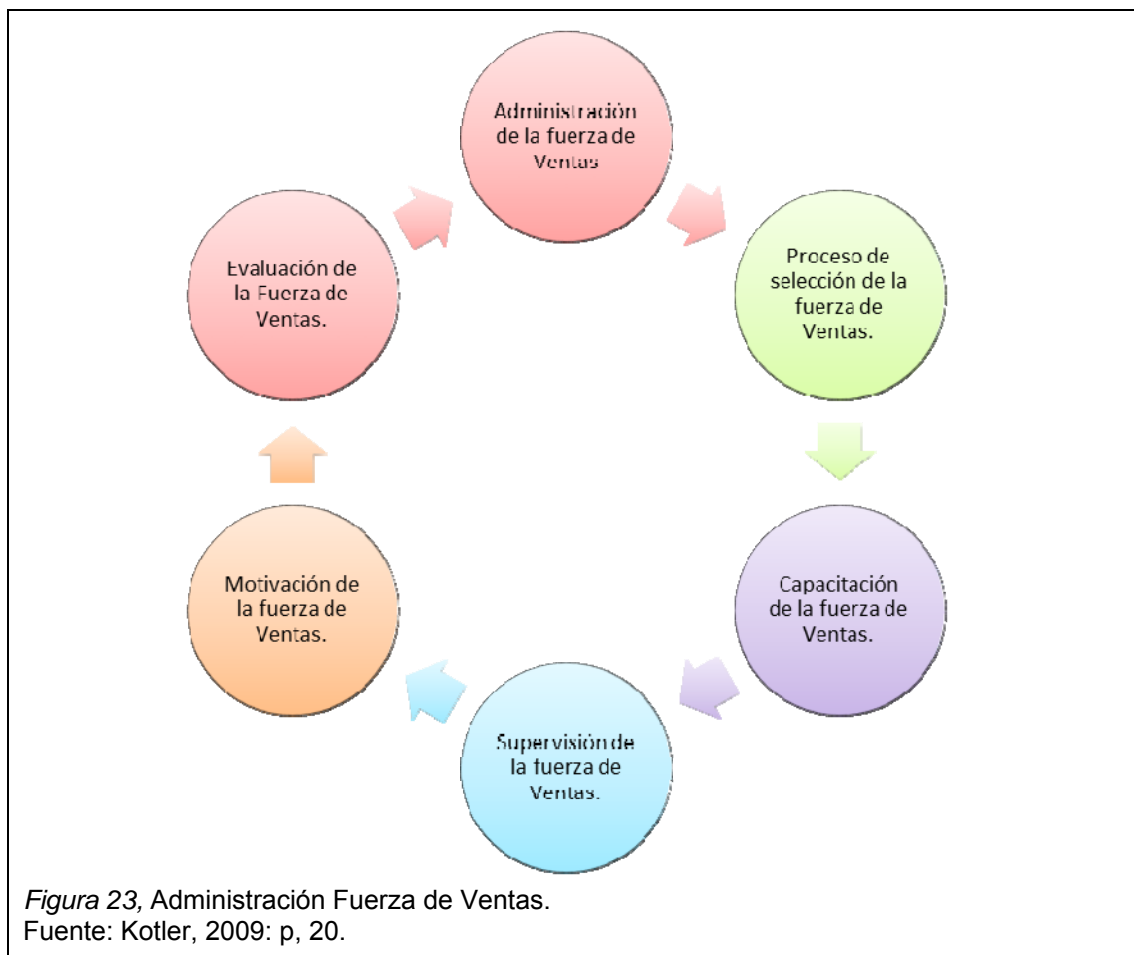 Administración
de la fuerza de
Ventas
Proceso de
selección de la
fuerza de
Ventas.
Capacitación
de la fuerza de
Ventas.
Supervisión de
la fuerza de
Ventas.
Motivación de
la fuerza de
Ventas.
Evaluación de
la Fuerza de
Ventas.
Figura 23, Administración Fuerza de Ventas.
Fuente: Kotler, 2009: p, 20.